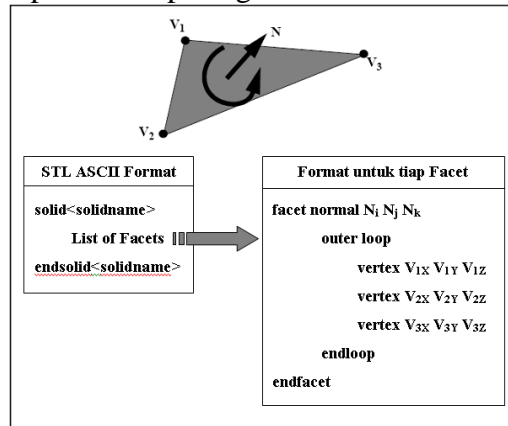 V1
N
V3
V2
STL ASCII Format
solid<solidname>
List of Facets
endsolid<solidname>
Format untuk tiap Facet
facet normal Ni Nj Nk
outer loop
vertex V1X V1Y V1Z
vertex V2X V2Y V2Z
vertex V3X V3Y V3Z
endloop
endfacet